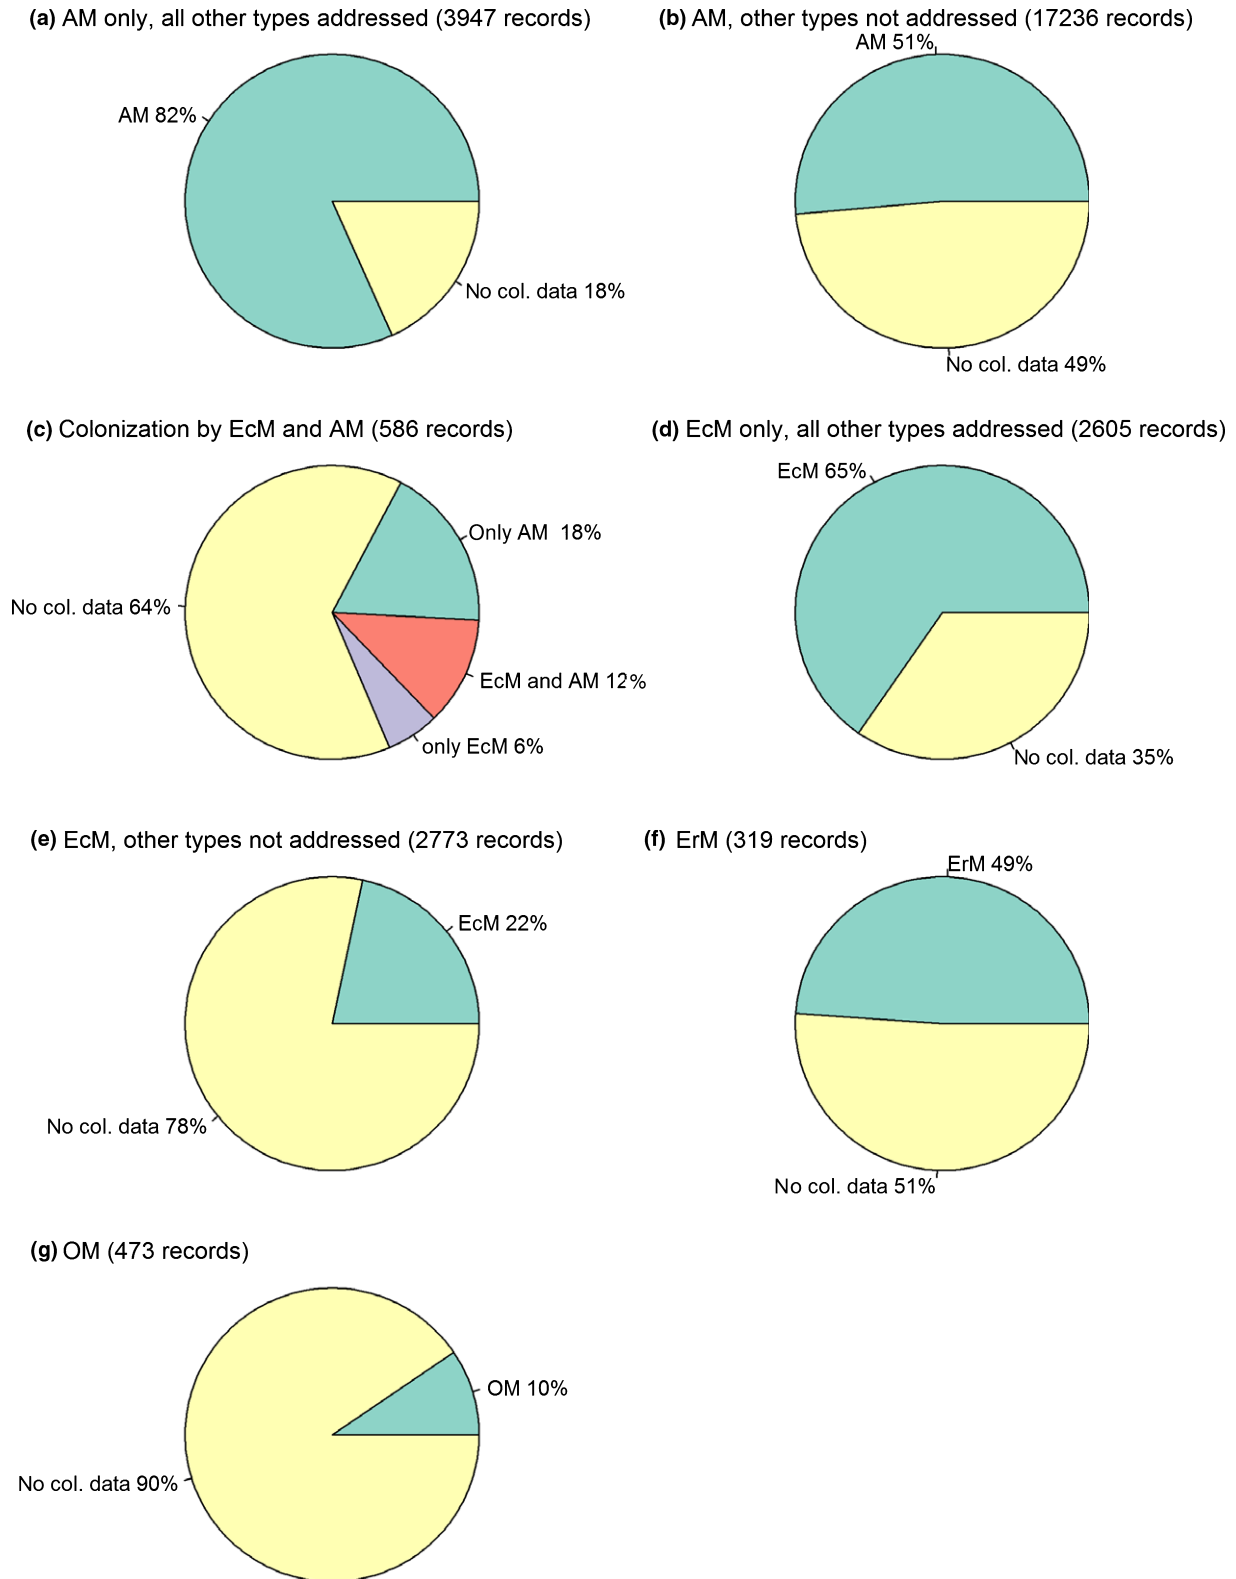 (a) AM only, all other types addressed (3947 records)
AM 82%
No col. data 18%
(b) AM, other types not addressed (17236 records)
AM 51%
No col. data 49%
(c) Colonization by EcM and AM (586 records)
Only AM  18%
No col. data 64%
EcM and AM 12%
only EcM 6%
(d) EcM only, all other types addressed (2605 records)
EcM 65%
No col. data 35%
(e) EcM, other types not addressed (2773 records)
EcM 22%
No col. data 78%
(f) ErM (319 records)
ErM 49%
No col. data 51%
(g) OM (473 records)
OM 10%
No col. data 90%